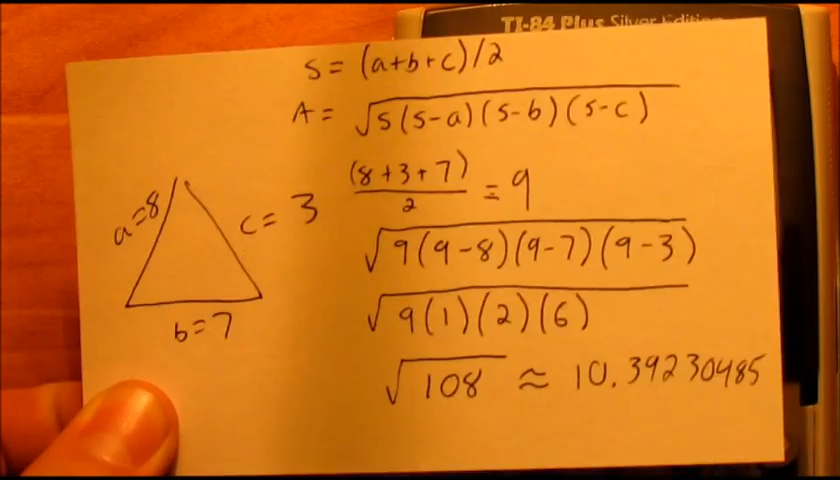 TI-84 Plus Silver Edition
S = (a+b+c)/2
A = √s(s-a)(s-b)(s-c)
(8+3+7)/2 = 9
a=8
c= 3
√9(9-8)(9-7)(9-3)
b=7
√9(1)(2)(6)
√108 ≈ 10.39230485